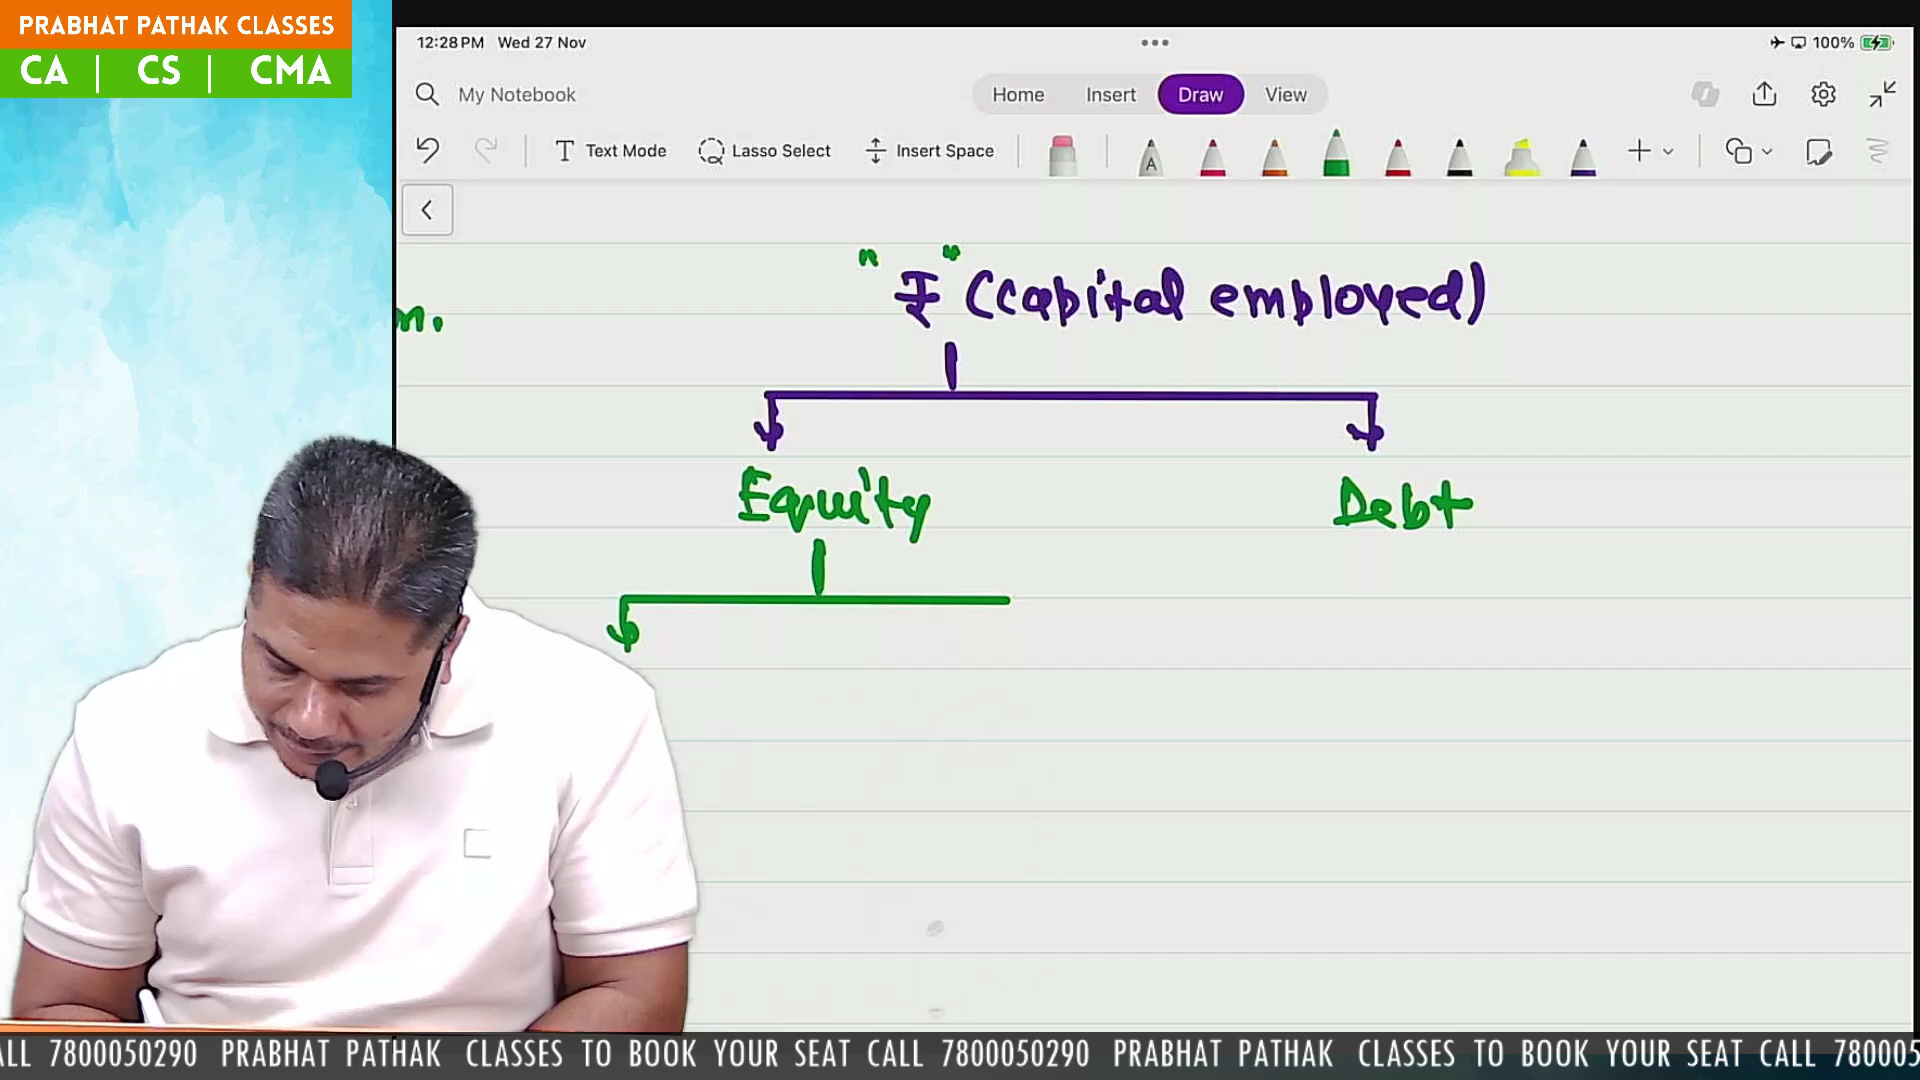 PRABHAT PATHAK CLASSES
CA | CS | CMA
12:28 PM Wed 27 Nov
100%
My Notebook
Home Insert Draw View
Text Mode Lasso Select Insert Space
A
" ₹ " (Capital employed)
n.
Equity Debt
ALL 7800050290 PRABHAT PATHAK CLASSES TO BOOK YOUR SEAT CALL 7800050290 PRABHAT PATHAK CLASSES TO BOOK YOUR SEAT CALL 780005